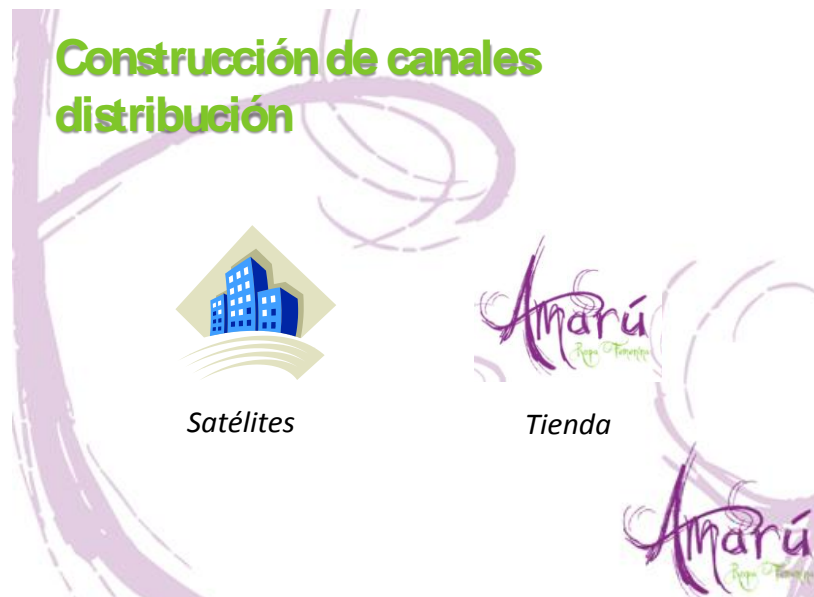 Construcción de canales
distribución
Amarú
Ropa Femenina
Satélites
Tienda
Amarú
Ropa Femenina